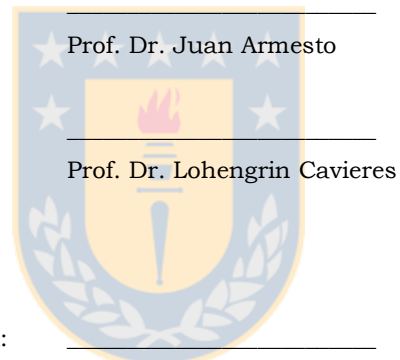 Prof. Dr. Juan Armesto
Prof. Dr. Lohengrin Cavieres
: